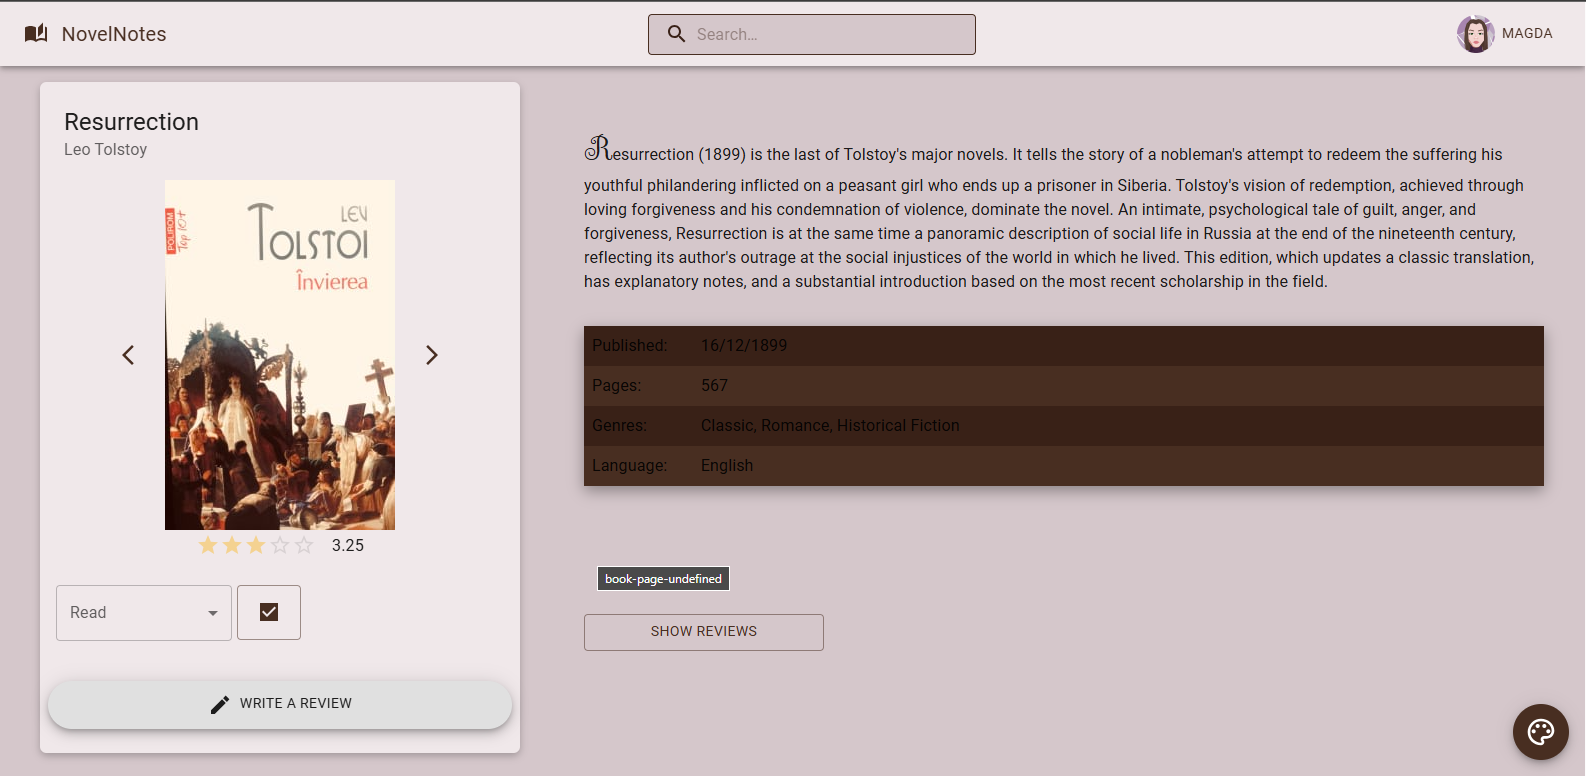 NovelNotes
Search...
MAGDA
Resurrection
Leo Tolstoy
POLIROM
Top 10+
LEV
TOLSTOI
Învierea
3.25
Read
WRITE A REVIEW
Resurrection (1899) is the last of Tolstoy's major novels. It tells the story of a nobleman's attempt to redeem the suffering his
youthful philandering inflicted on a peasant girl who ends up a prisoner in Siberia. Tolstoy's vision of redemption, achieved through
loving forgiveness and his condemnation of violence, dominate the novel. An intimate, psychological tale of guilt, anger, and
forgiveness, Resurrection is at the same time a panoramic description of social life in Russia at the end of the nineteenth century,
reflecting its author's outrage at the social injustices of the world in which he lived. This edition, which updates a classic translation,
has explanatory notes, and a substantial introduction based on the most recent scholarship in the field.
Published: 16/12/1899
Pages: 567
Genres: Classic, Romance, Historical Fiction
Language: English
book-page-undefined
SHOW REVIEWS